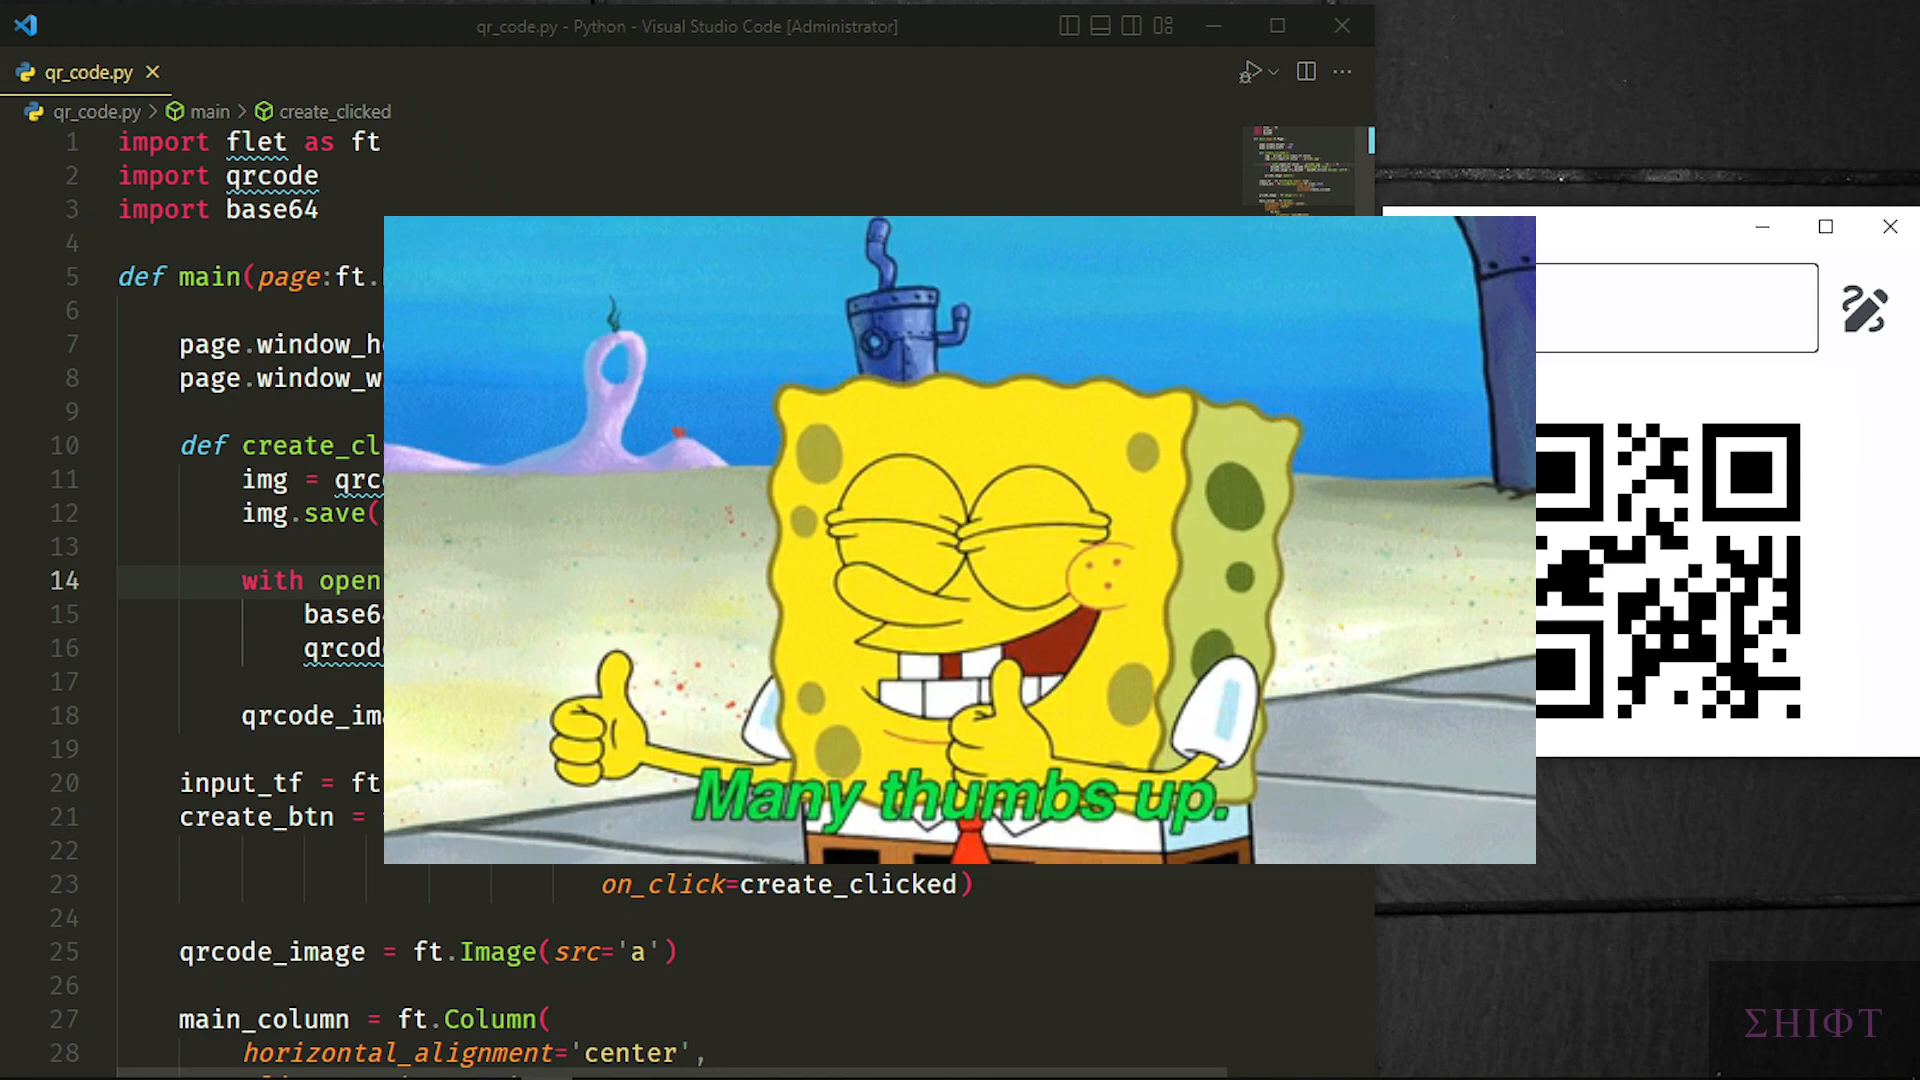 qr_code.py - Python - Visual Studio Code [Administrator]
qr_code.py
qr_code.py > main > create_clicked
1 import flet as ft
2 import qrcode
3 import base64
4
5 def main(page:ft.
6
7 page.window_h
8 page.window_w
9
10 def create_cl
11 img = qrc
12 img.save(
13
14 with open
15 base64
16 qrcod
17
18 qrcode_im
19
20 input_tf = ft
21 create_btn =
22
23 on_click=create_clicked)
24
25 qrcode_image = ft.Image(src='a')
26
27 main_column = ft.Column(
28 horizontal_alignment='center',
Many thumbs up.
ΣHIΦT